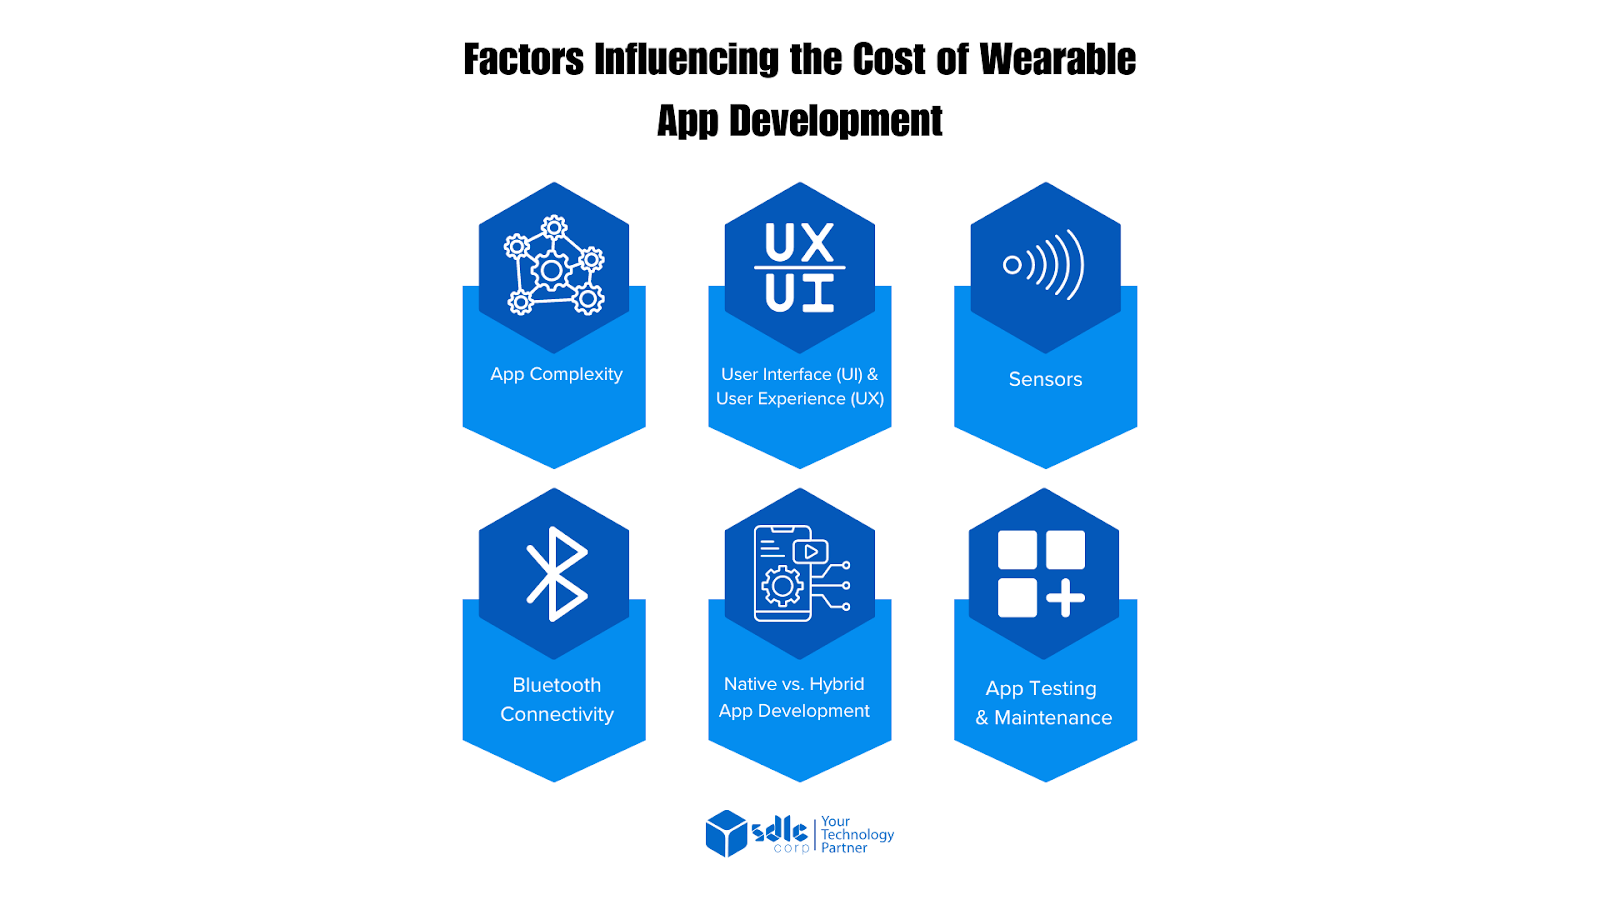 Factors Influencing the Cost of Wearable
App Development
UX
UI
App Complexity
User Interface (UI) &
User Experience (UX)
Sensors
Bluetooth
Connectivity
Native vs. Hybrid
App Development
App Testing
& Maintenance
sdlc
corp
Your
Technology
Partner